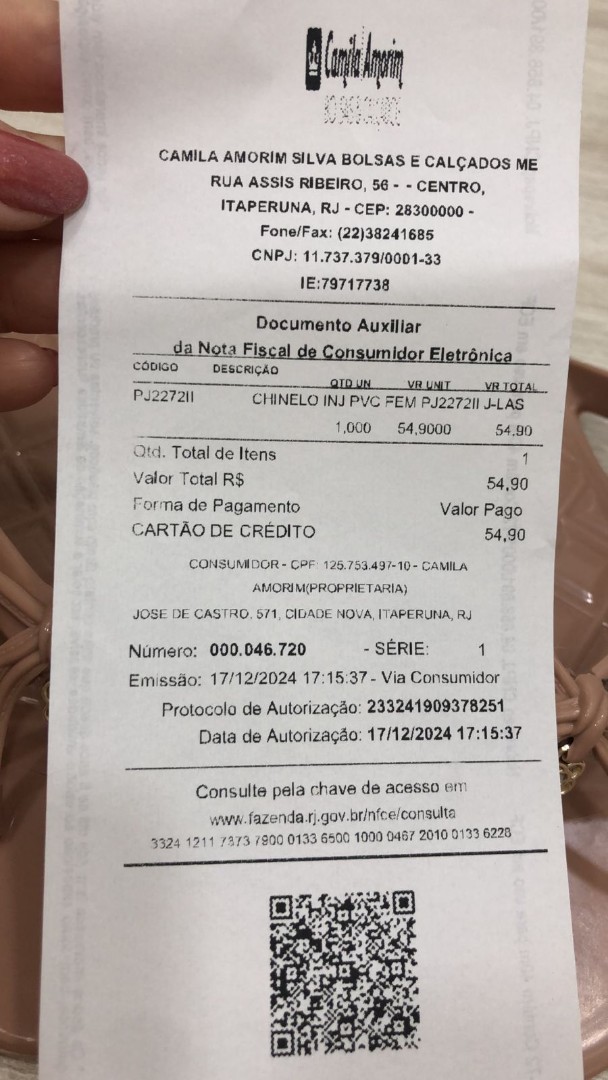 Camila Amorim
CAMILA AMORIM SILVA BOLSAS E CALÇADOS ME
RUA ASSIS RIBEIRO, 56 - - CENTRO,
ITAPERUNA, RJ - CEP: 28300000 -
Fone/Fax: (22)38241685
CNPJ: 11.737.379/0001-33
IE:79717738
Documento Auxiliar
da Nota Fiscal de Consumidor Eletrônica
CÓDIGO DESCRIÇÃO
QTD UN VR UNIT VR TOTAL
PJ2272II CHINELO INJ PVC FEM PJ2272II J-LAS
1,000 54,9000 54,90
Qtd. Total de Itens 1
Valor Total R$ 54,90
Forma de Pagamento Valor Pago
CARTÃO DE CRÉDITO 54,90
CONSUMIDOR - CPF: 125.753.497-10 - CAMILA
AMORIM(PROPRIETARIA)
JOSE DE CASTRO, 571, CIDADE NOVA, ITAPERUNA, RJ
Número: 000.046.720 - SÉRIE: 1
Emissão: 17/12/2024 17:15:37 - Via Consumidor
Protocolo de Autorização: 233241909378251
Data de Autorização: 17/12/2024 17:15:37
Consulte pela chave de acesso em
www.fazenda.rj.gov.br/nfce/consulta
3324 1211 7373 7900 0133 6500 1000 0467 2010 0133 6228